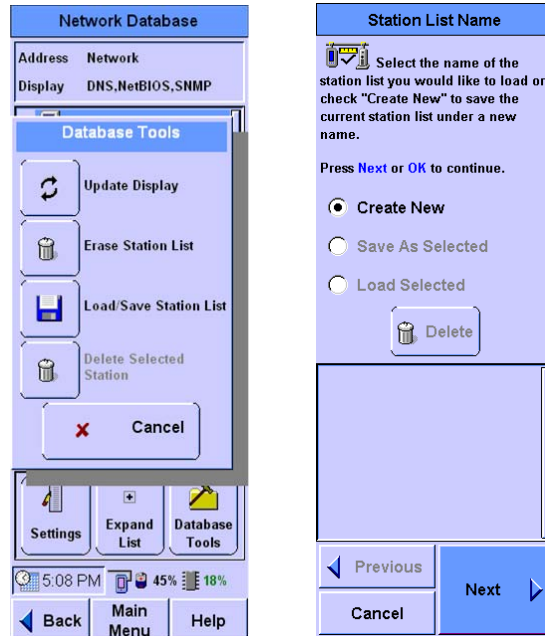 Network Database
Address Network
Display DNS,NetBIOS,SNMP
Database Tools
Update Display
Erase Station List
Load/Save Station List
Delete Selected
Station
Cancel
Settings
Expand
List
Database
Tools
5:08 PM 45% 18%
Back
Main
Menu
Help
Station List Name
Select the name of the
station list you would like to load or
check "Create New" to save the
current station list under a new
name.
Press Next or OK to continue.
Create New
Save As Selected
Load Selected
Delete
Previous
Next
Cancel